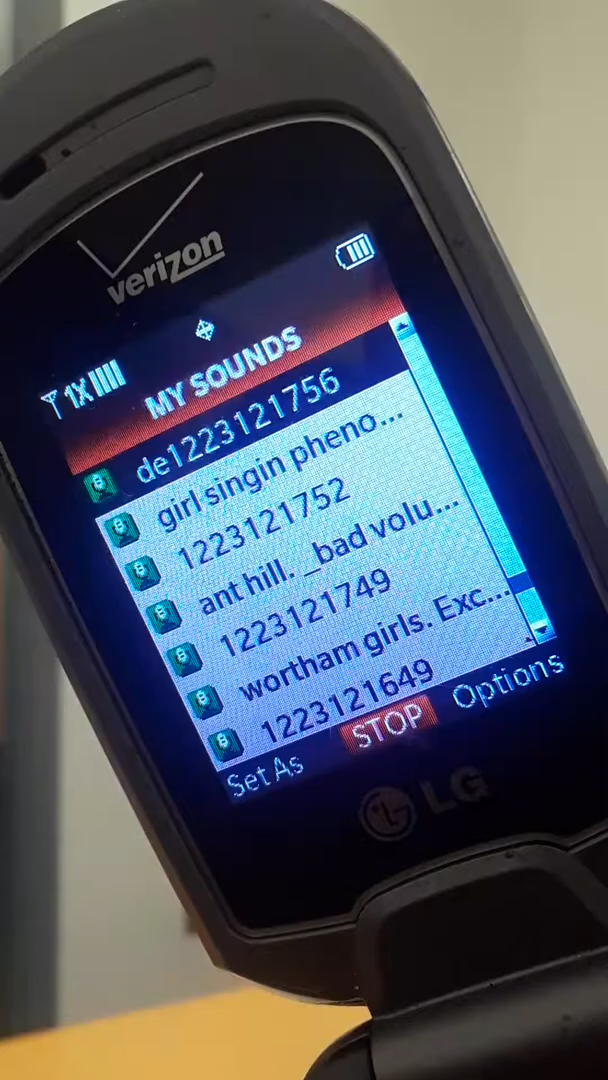 verizon
1X
MY SOUNDS
de1223121756
girl singin pheno...
1223121752
ant hill. _bad volu...
1223121749
wortham girls. Exc...
1223121649
Set As STOP Options
LG